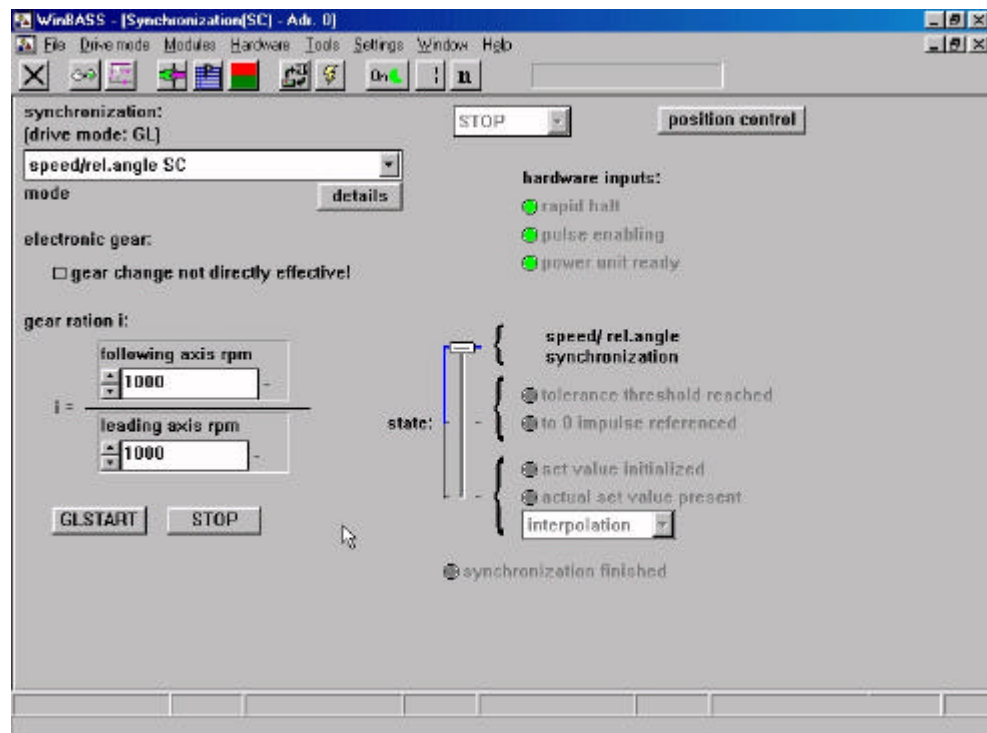 WinBASS - [Synchronization(SC) - Adr. 0]
File Drive mode Modules Hardware Tools Settings Window Help
On n
synchronization:
(drive mode: GL)
STOP
position control
speed/rel.angle SC
mode
details
hardware inputs:
rapid halt
pulse enabling
power unit ready
electronic gear:
gear change not directly effective!
gear ration i:
following axis rpm
1000 -
i =
leading axis rpm
1000 -
GLSTART
STOP
state:
speed/ rel.angle
synchronization
tolerance threshold reached
to 0 impulse referenced
set value initialized
actual set value present
interpolation
synchronization finished